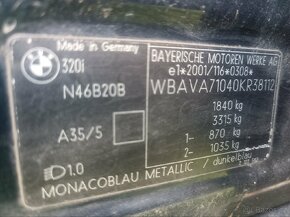 Made in Germany
BAYERISCHE MOTOREN WERKE AG
e1*2001/116*0308*
320i
WBAVA71040KR38112
N46B20B
1840 kg
3315 kg
A35/5
1- 870 kg
2- 1035 kg
1.0
MONACOBLAU METALLIC / dunkelblau